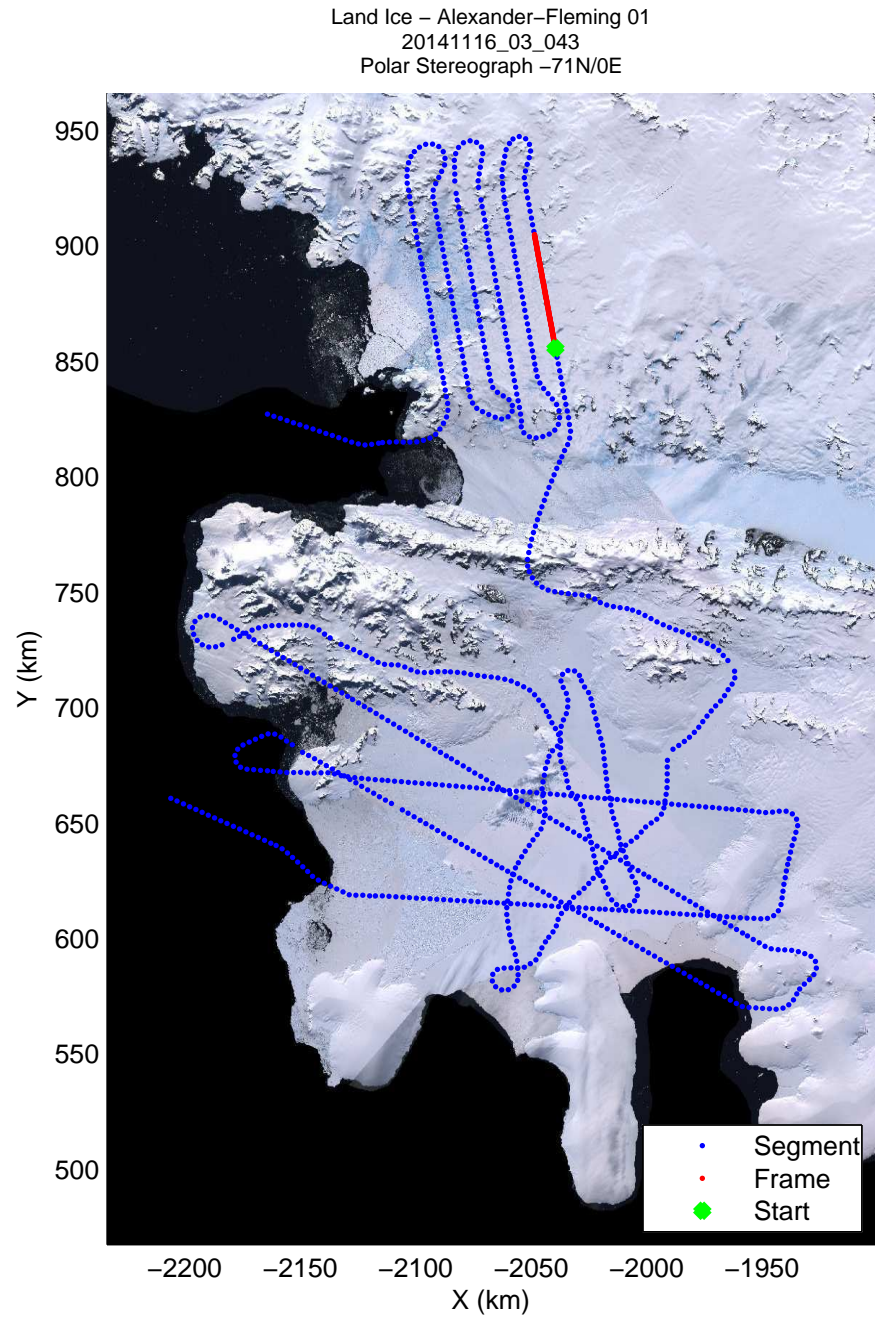 Land Ice − Alexander−Fleming 01
20141116_03_043
Polar Stereograph −71N/0E
950
900
850
800
750
700
650
600
550
500
Y (km)
−2200 −2150 −2100 −2050 −2000 −1950
X (km)
Segment
Frame
Start